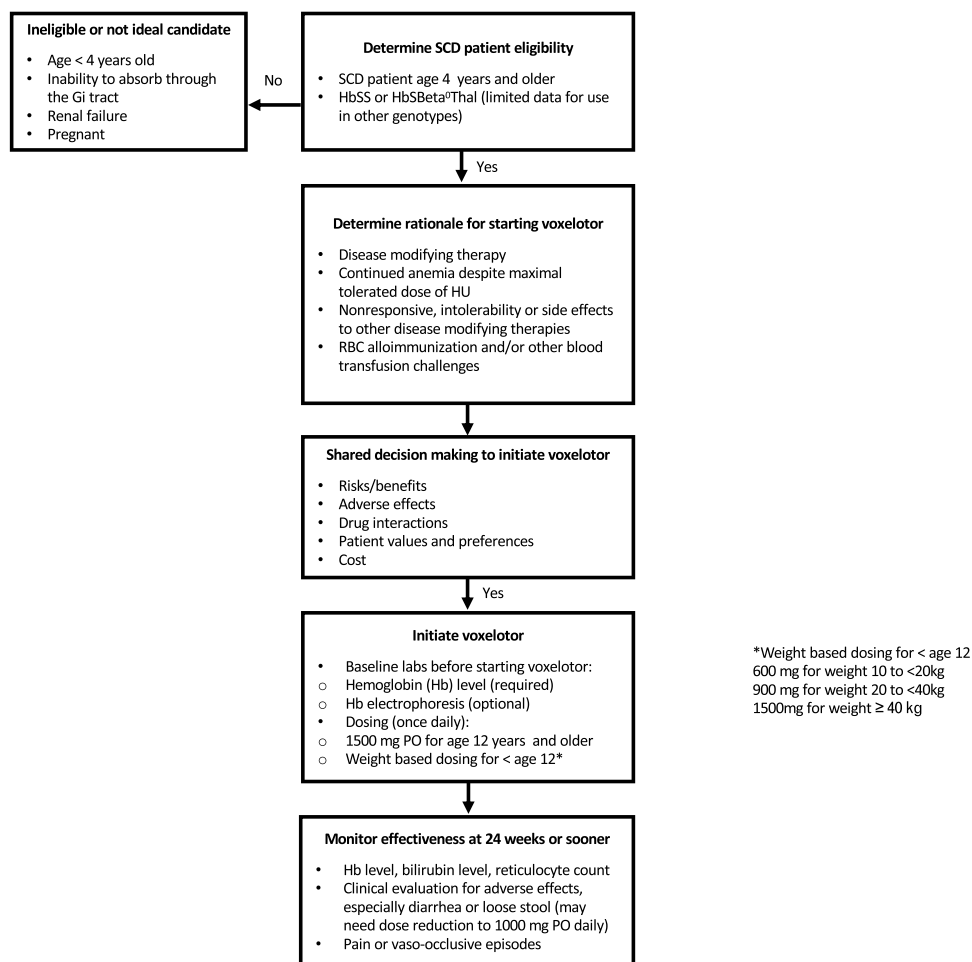 Ineligible or not ideal candidate
• Age < 4 years old
• Inability to absorb through
the Gi tract
• Renal failure
• Pregnant
No
Determine SCD patient eligibility
• SCD patient age 4 years and older
• HbSS or HbSBeta⁰Thal (limited data for use
in other genotypes)
Yes
Determine rationale for starting voxelotor
• Disease modifying therapy
• Continued anemia despite maximal
tolerated dose of HU
• Nonresponsive, intolerability or side effects
to other disease modifying therapies
• RBC alloimmunization and/or other blood
transfusion challenges
Shared decision making to initiate voxelotor
• Risks/benefits
• Adverse effects
• Drug interactions
• Patient values and preferences
• Cost
Yes
Initiate voxelotor
• Baseline labs before starting voxelotor:
○ Hemoglobin (Hb) level (required)
○ Hb electrophoresis (optional)
• Dosing (once daily):
○ 1500 mg PO for age 12 years and older
○ Weight based dosing for < age 12*
*Weight based dosing for < age 12
600 mg for weight 10 to <20kg
900 mg for weight 20 to <40kg
1500mg for weight ≥ 40 kg
Monitor effectiveness at 24 weeks or sooner
• Hb level, bilirubin level, reticulocyte count
• Clinical evaluation for adverse effects,
especially diarrhea or loose stool (may
need dose reduction to 1000 mg PO daily)
• Pain or vaso-occlusive episodes